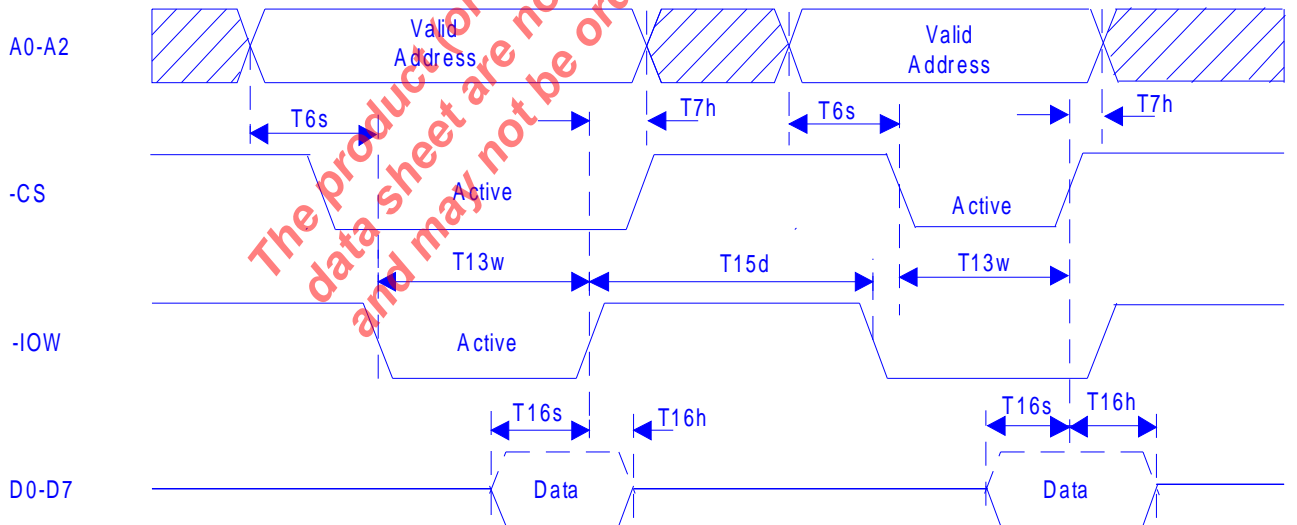 A0-A2
Valid
Address
Valid
Address
T6s
T7h
T6s
T7h
-CS
Active
Active
T13w
T15d
T13w
-IOW
Active
T16s
T16h
T16s
T16h
D0-D7
Data
Data
The product (or
data sheet are no
and may not be ord